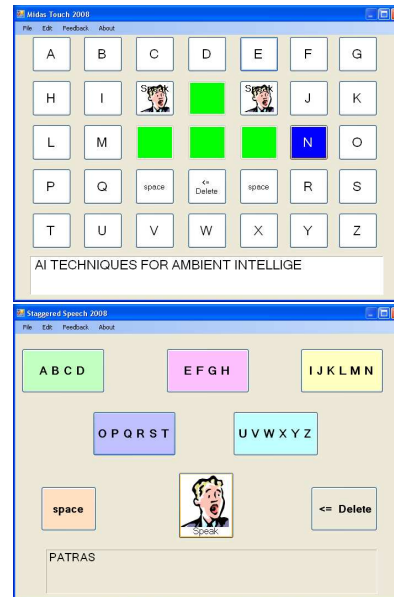 Midas Touch 2008
File Edit Feedback About
A B C D E F G
H I Speak Speak J K
L M N O
P Q space <= Delete space R S
T U V W X Y Z
AI TECHNIQUES FOR AMBIENT INTELLIGE
Staggered Speech 2008
File Edit Feedback About
A B C D E F G H I J K L M N
O P Q R S T U V W X Y Z
space Speak <= Delete
PATRAS